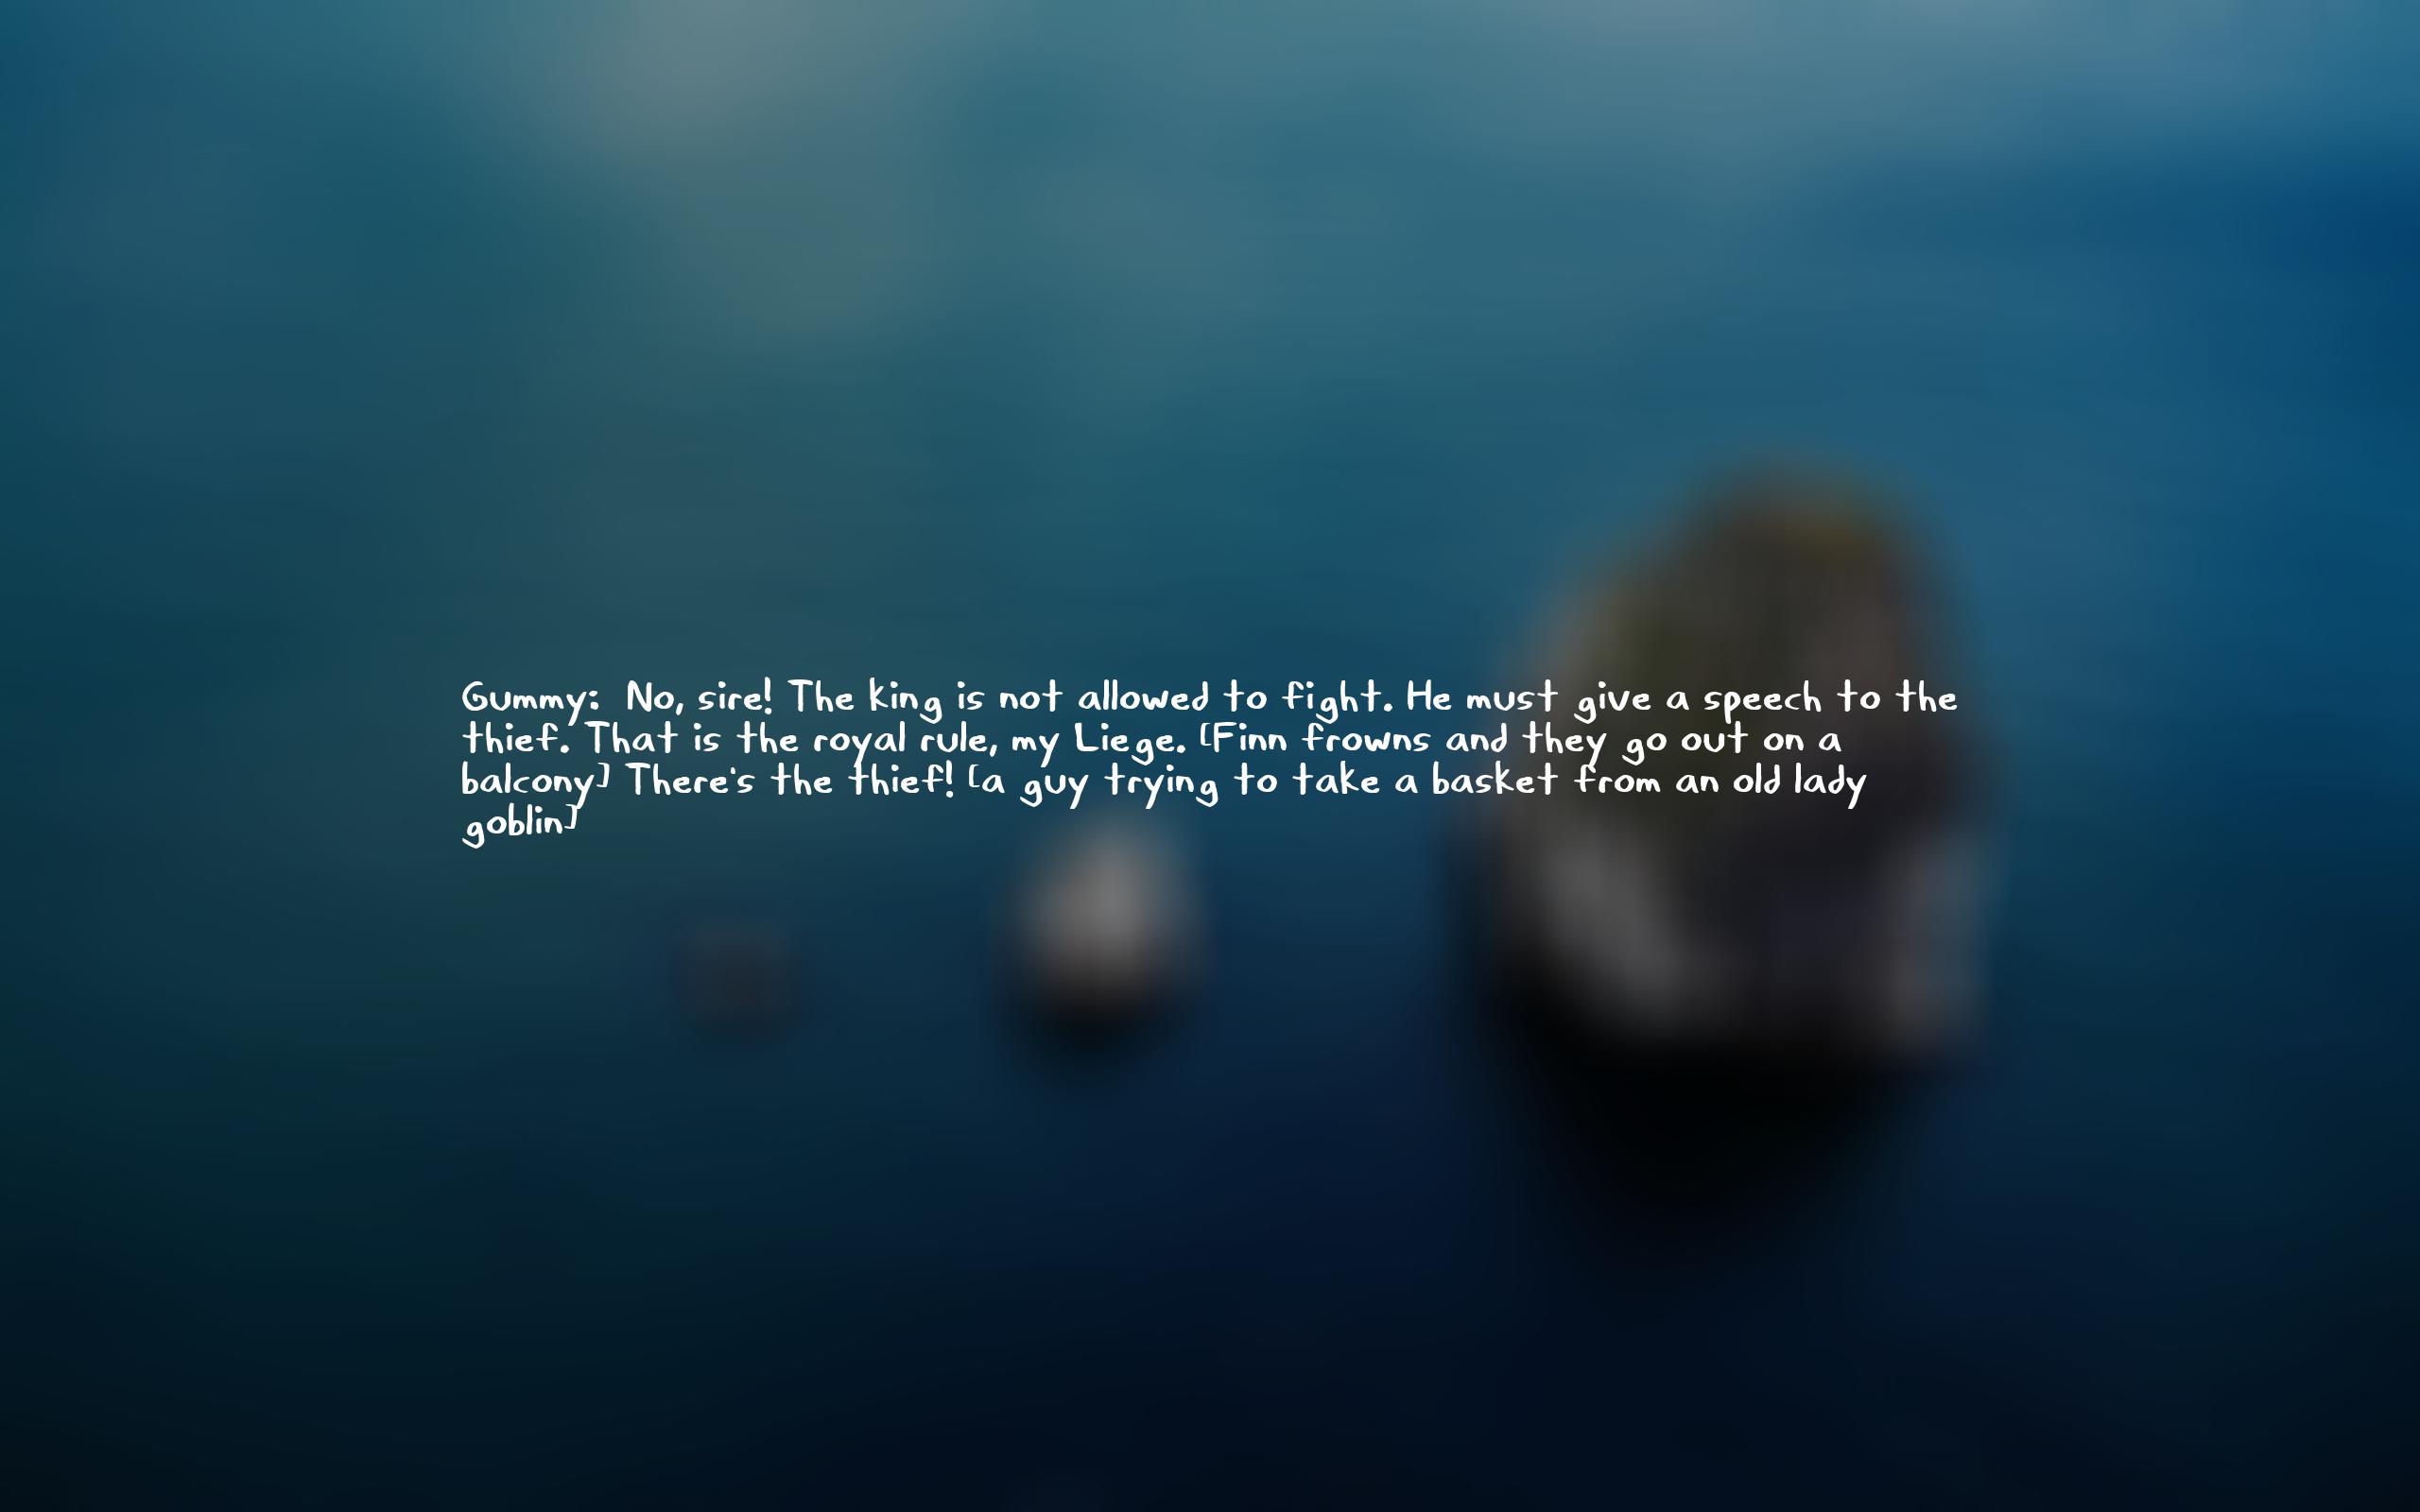 Gummy:  No, sire! The king is not allowed to fight. He must give a speech to the
thief. That is the royal rule, my Liege. [Finn frowns and they go out on a
balcony] There's the thief! [a guy trying to take a basket from an old lady
goblin]